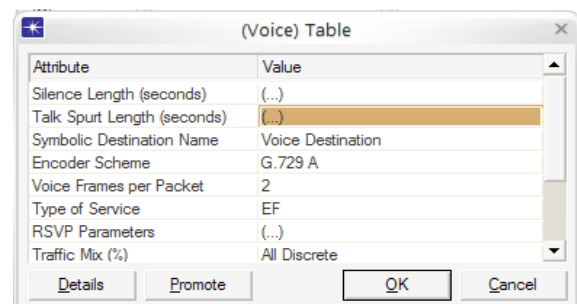 (Voice) Table
Attribute Value
Silence Length (seconds) (...)
Talk Spurt Length (seconds) (...)
Symbolic Destination Name Voice Destination
Encoder Scheme G.729 A
Voice Frames per Packet 2
Type of Service EF
RSVP Parameters (...)
Traffic Mix (%) All Discrete
Details Promote OK Cancel